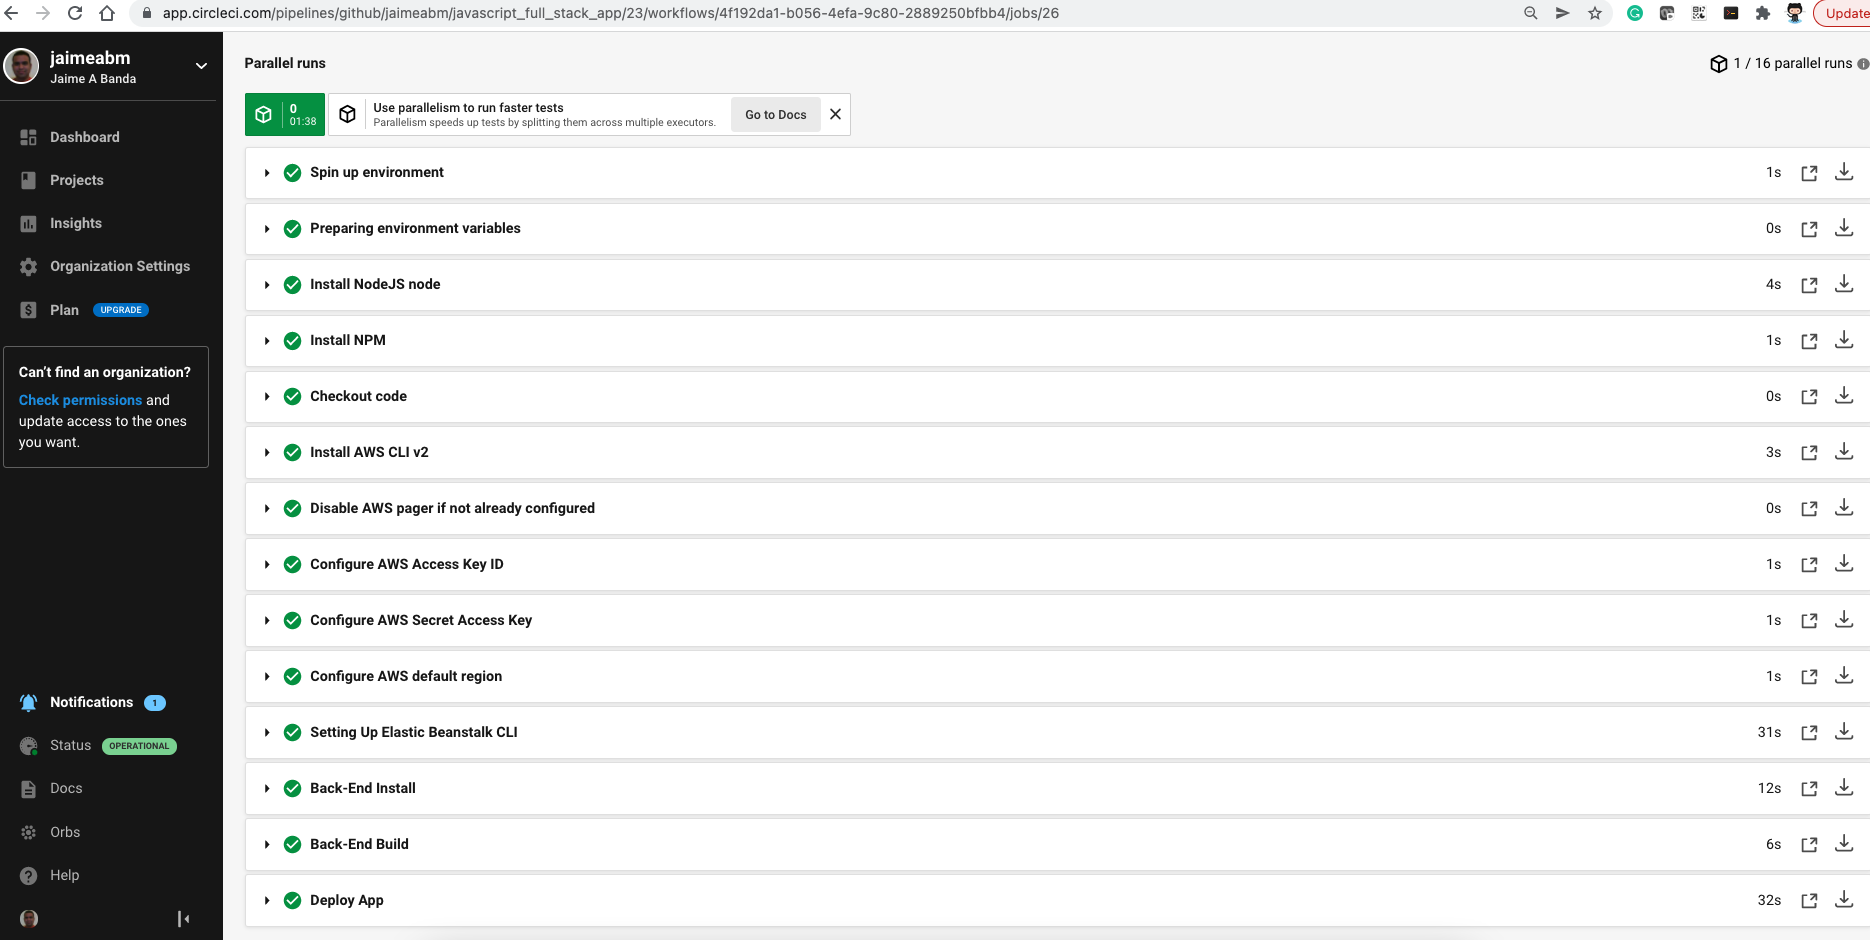 app.circleci.com/pipelines/github/jaimeabm/javascript_full_stack_app/23/workflows/4f192da1-b056-4efa-9c80-2889250bfbb4/jobs/26
Update
jaimeabm
Jaime A Banda
Dashboard
Projects
Insights
Organization Settings
Plan UPGRADE
Can't find an organization?
Check permissions and
update access to the ones
you want.
Notifications 1
Status OPERATIONAL
Docs
Orbs
Help
Parallel runs
1 / 16 parallel runs
0
01:38
Use parallelism to run faster tests
Parallelism speeds up tests by splitting them across multiple executors.
Go to Docs
Spin up environment 1s
Preparing environment variables 0s
Install NodeJS node 4s
Install NPM 1s
Checkout code 0s
Install AWS CLI v2 3s
Disable AWS pager if not already configured 0s
Configure AWS Access Key ID 1s
Configure AWS Secret Access Key 1s
Configure AWS default region 1s
Setting Up Elastic Beanstalk CLI 31s
Back-End Install 12s
Back-End Build 6s
Deploy App 32s